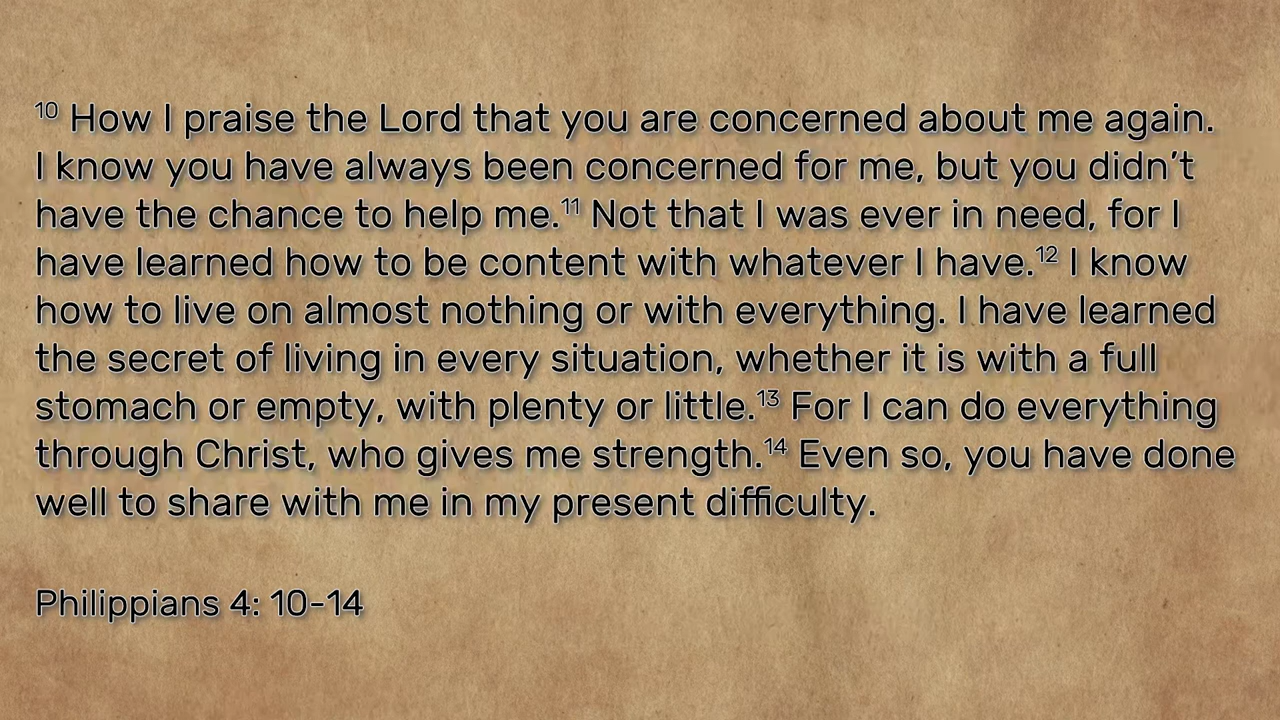 ¹⁰ How I praise the Lord that you are concerned about me again.
I know you have always been concerned for me, but you didn’t
have the chance to help me.¹¹ Not that I was ever in need, for I
have learned how to be content with whatever I have.¹² I know
how to live on almost nothing or with everything. I have learned
the secret of living in every situation, whether it is with a full
stomach or empty, with plenty or little.¹³ For I can do everything
through Christ, who gives me strength.¹⁴ Even so, you have done
well to share with me in my present difficulty.
Philippians 4: 10-14